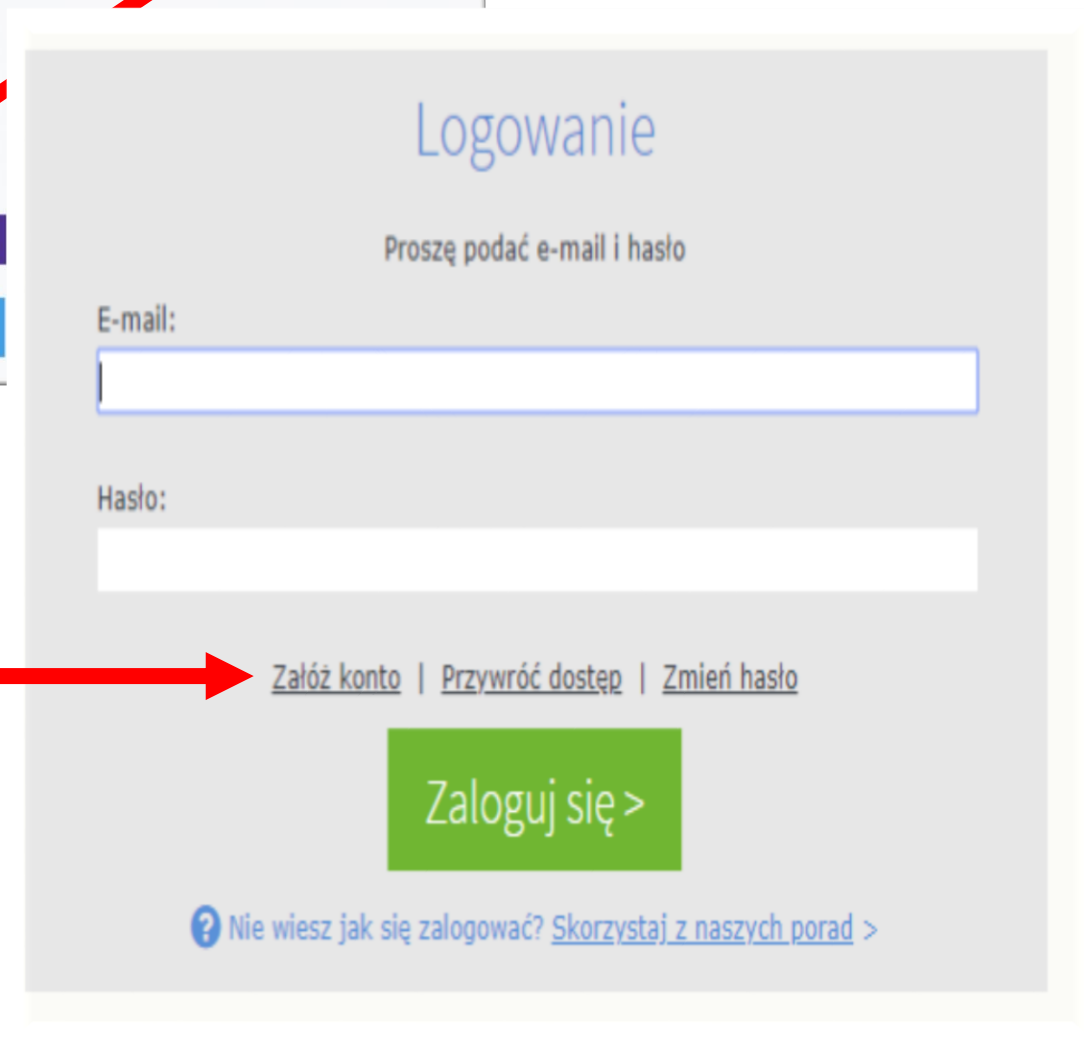 Logowanie
Proszę podać e-mail i hasło
E-mail:
Hasło:
Załóż konto | Przywróć dostęp | Zmień hasło
Zaloguj się >
? Nie wiesz jak się zalogować? Skorzystaj z naszych porad >